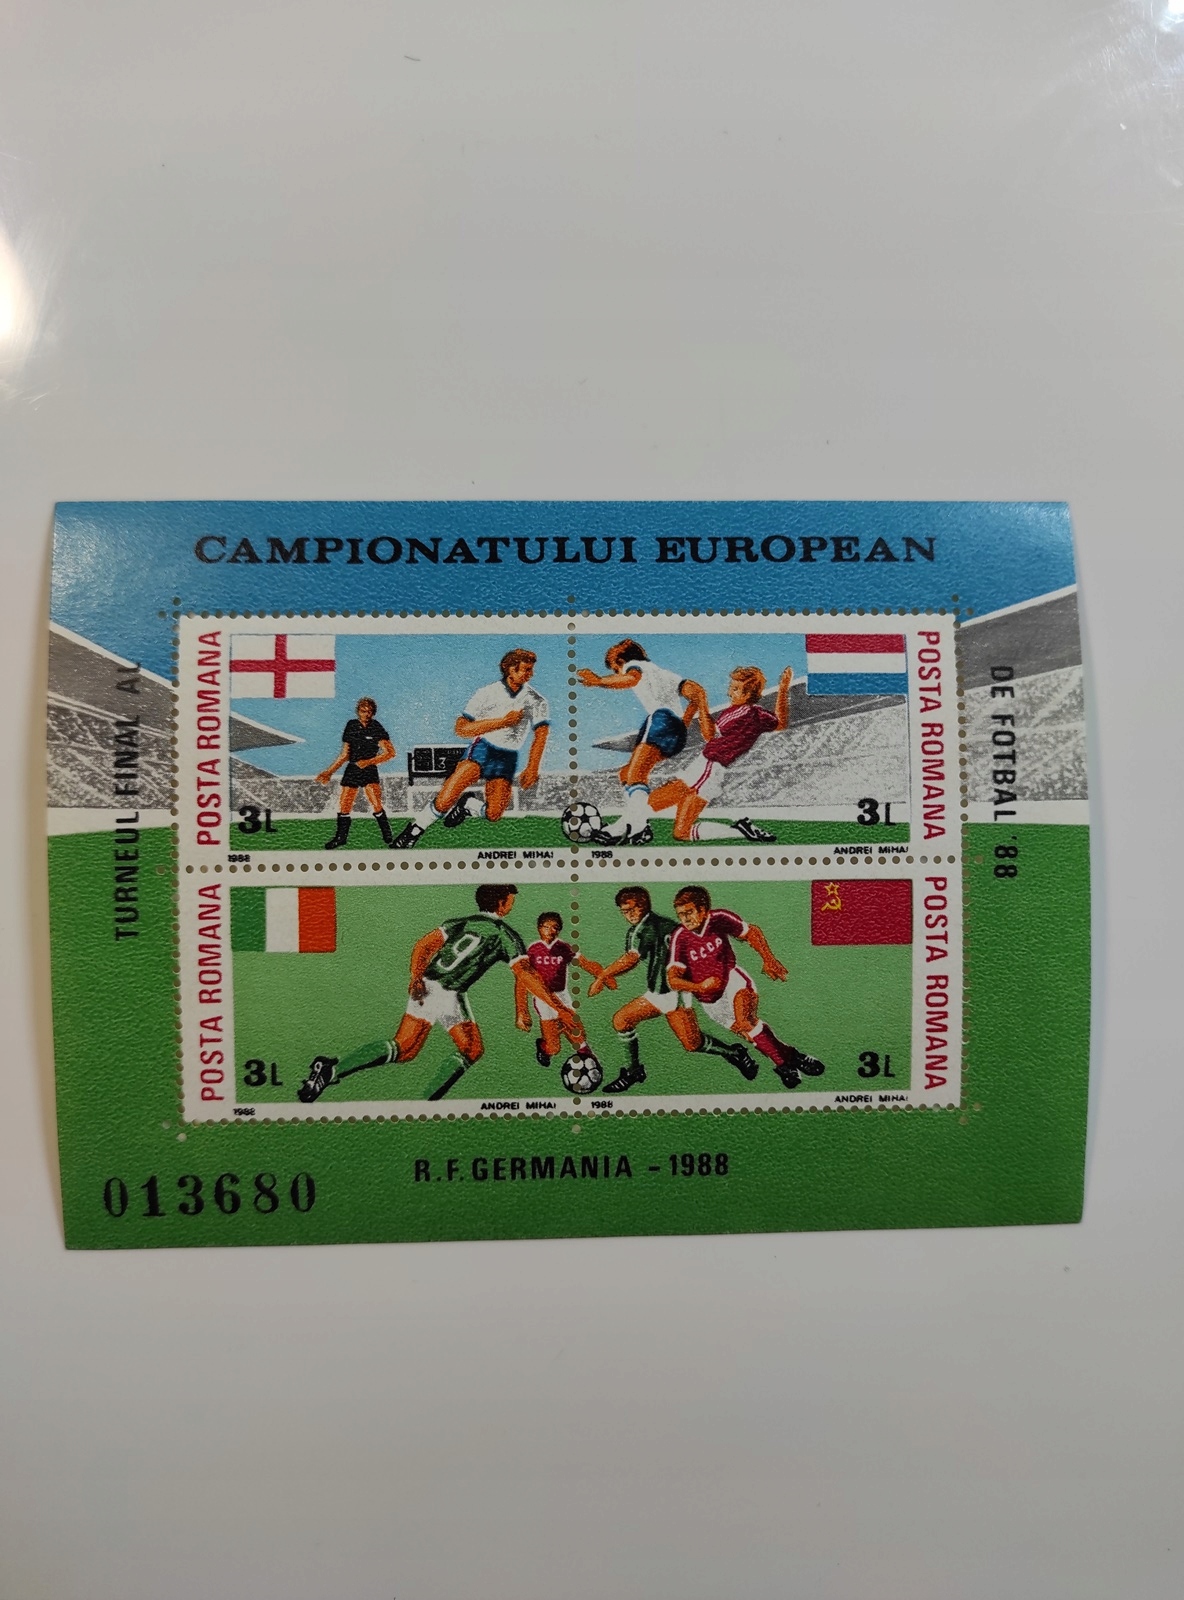 CAMPIONATULUI EUROPEAN
TURNEUL FINAL AL
DE FOTBAL '88
POSTA ROMANA
3L
1988
ANDREI MIHAI
POSTA ROMANA
3L
1988
ANDREI MIHAI
POSTA ROMANA
9
CCCP
3L
1988
ANDREI MIHAI
POSTA ROMANA
CCCP
3L
1988
ANDREI MIHAI
R.F. GERMANIA - 1988
013680